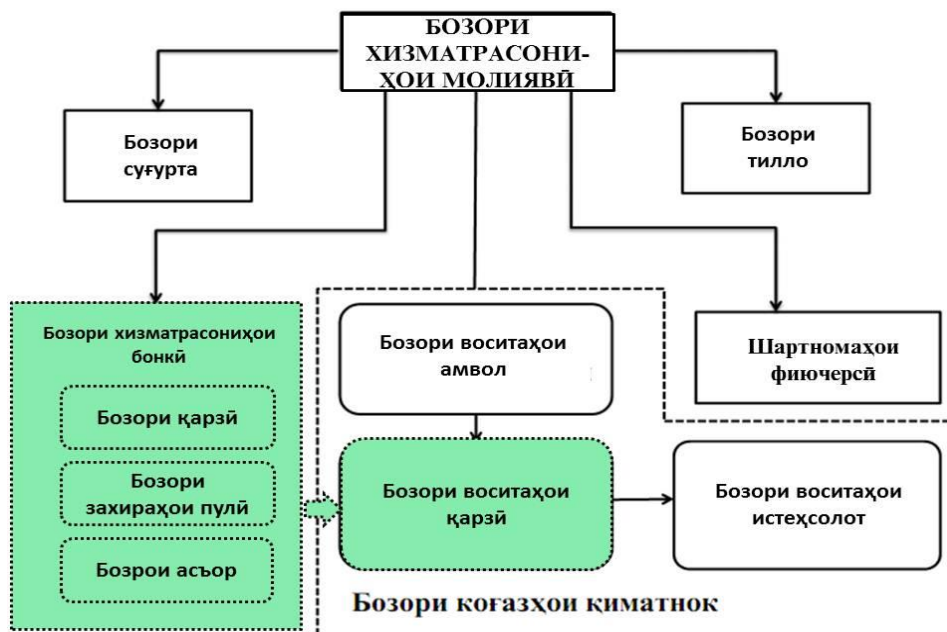 БОЗОРИ
ХИЗМАТРАСОНИ-
ҲОИ МОЛИЯВӢ
Бозори
суғурта
Бозори
тилло
Бозори хизматрасониҳои
бонкӣ
Бозори қарзӣ
Бозори
захираҳои пулӣ
Бозрои асъор
Бозори воситаҳои
амвол
Шартномаҳои
фиючерсӣ
Бозори воситаҳои
қарзӣ
Бозори воситаҳои
истеҳсолот
Бозори коғазҳои қиматнок